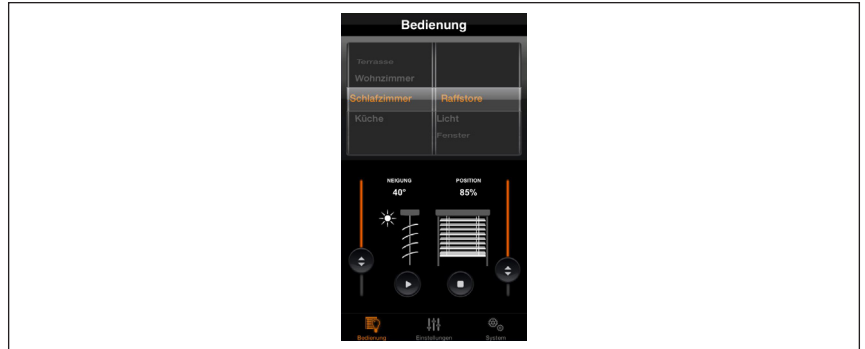 Bedienung
Terrasse
Wohnzimmer
Schlafzimmer Raffstore
Küche Licht
Fenster
NEIGUNG POSITION
40° 85%
Bedienung Einstellungen System